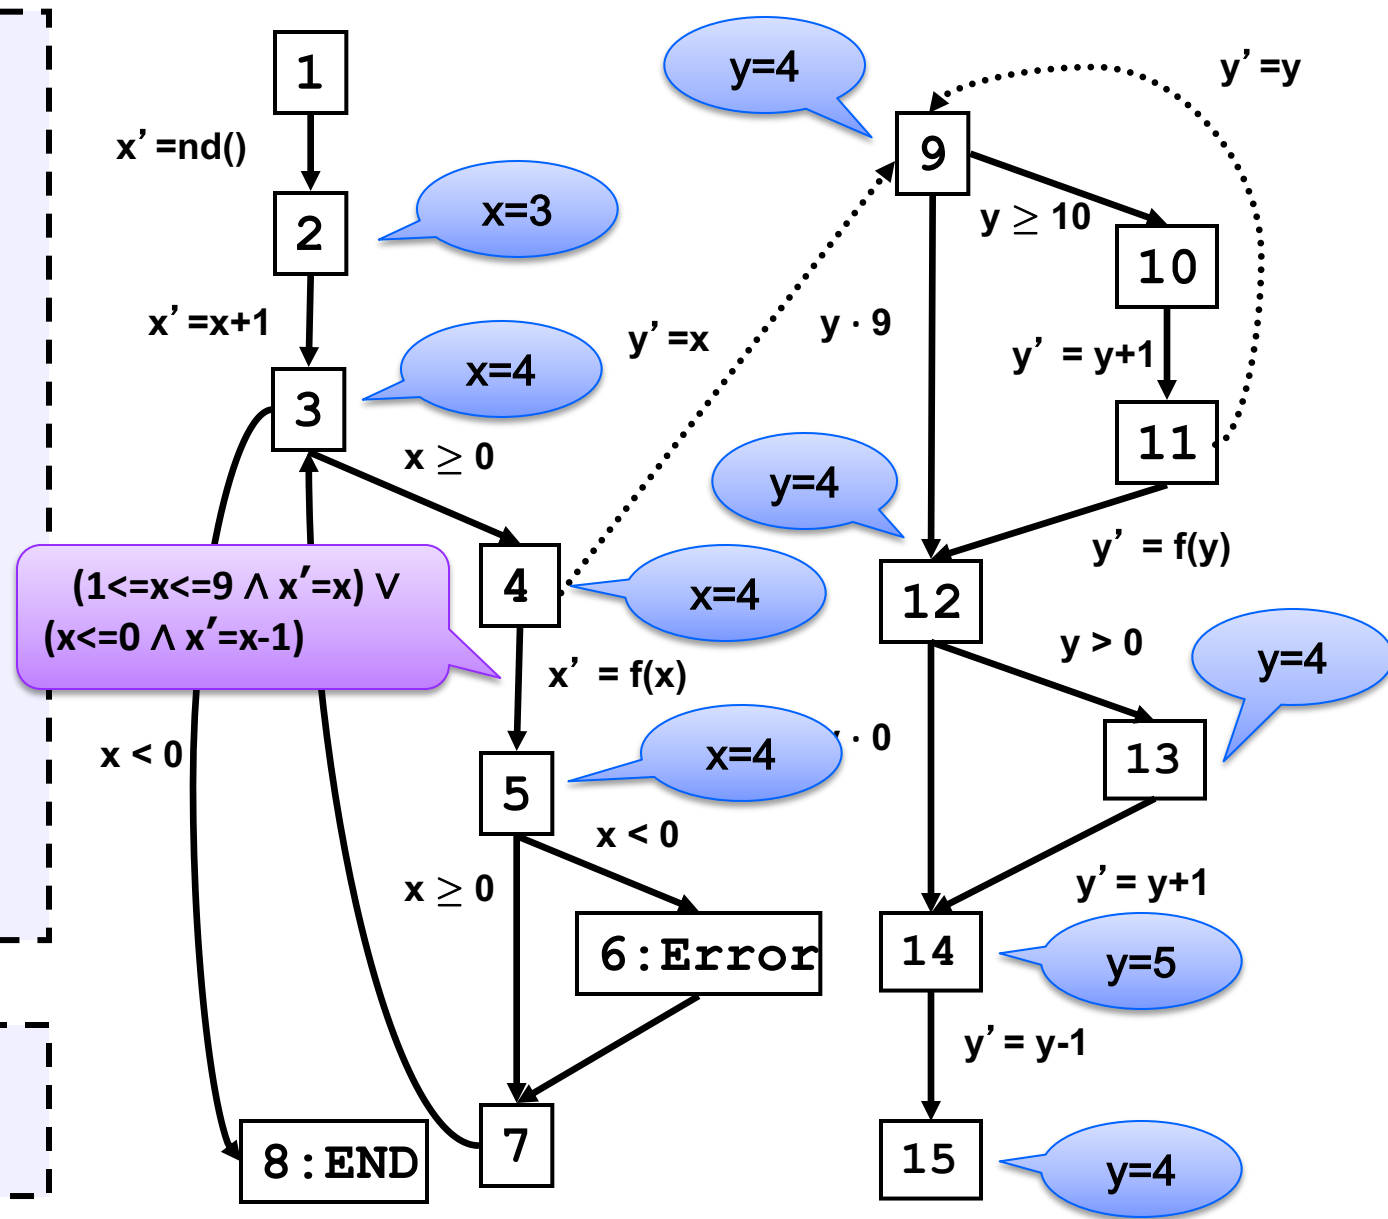 1
x'=nd()
2
x=3
x'=x+1
3
x=4
x ≥ 0
4
x=4
(1<=x<=9 ∧ x'=x) ∨
(x<=0 ∧ x'=x-1)
x' = f(x)
x < 0
5
x=4
x < 0
x ≥ 0
6:Error
7
8:END
y'=x
y=4
9
y'=y
y ≥ 10
10
y · 9
y' = y+1
11
y=4
y' = f(y)
12
y > 0
y=4
· 0
13
y' = y+1
14
y=5
y' = y-1
15
y=4